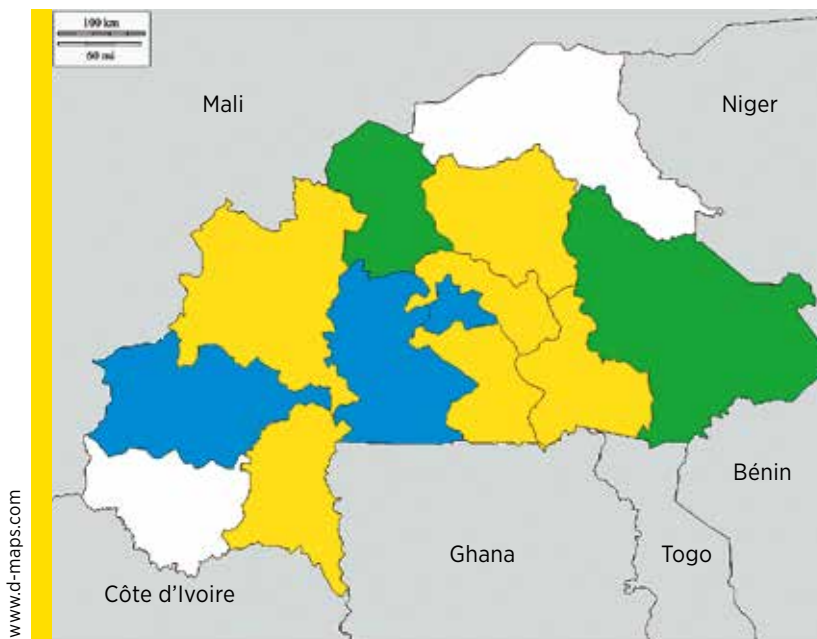 100 km
60 mi
Mali
Niger
Bénin
Ghana
Togo
Côte d'Ivoire
www.d-maps.com